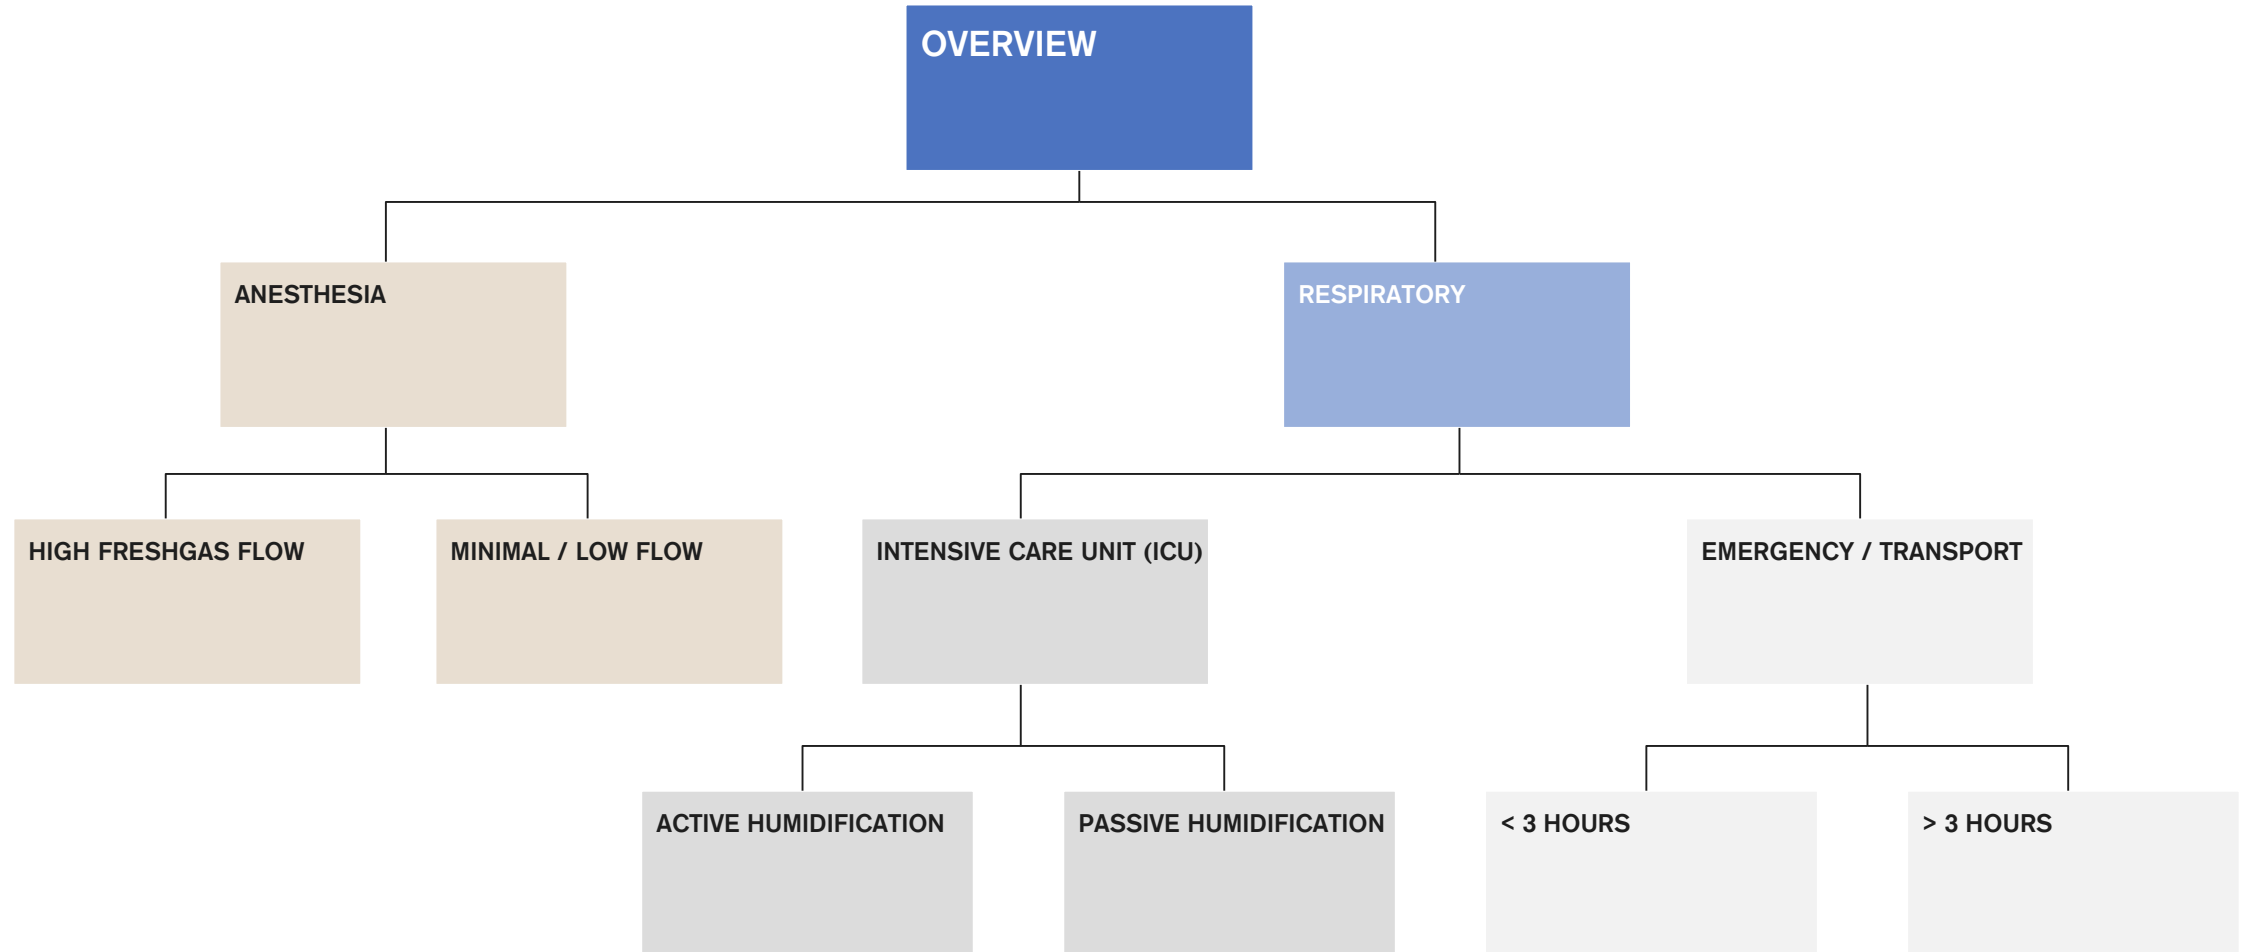 OVERVIEW
ANESTHESIA
RESPIRATORY
HIGH FRESHGAS FLOW
MINIMAL / LOW FLOW
INTENSIVE CARE UNIT (ICU)
EMERGENCY / TRANSPORT
ACTIVE HUMIDIFICATION
PASSIVE HUMIDIFICATION
< 3 HOURS
> 3 HOURS